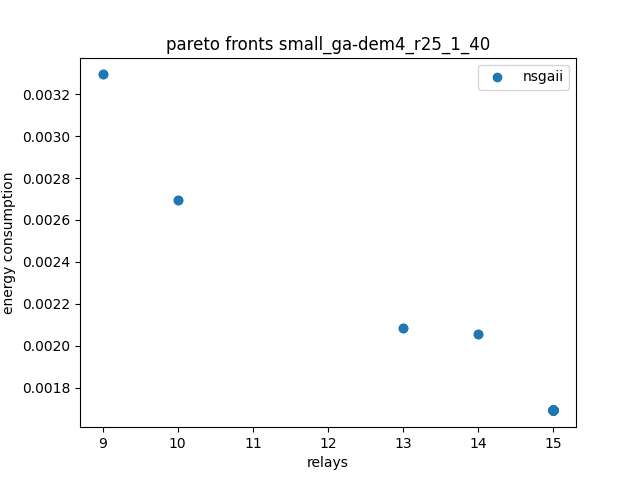 pareto fronts small_ga-dem4_r25_1_40
nsgaii
energy consumption
0.0032
0.0030
0.0028
0.0026
0.0024
0.0022
0.0020
0.0018
9 10 11 12 13 14 15
relays